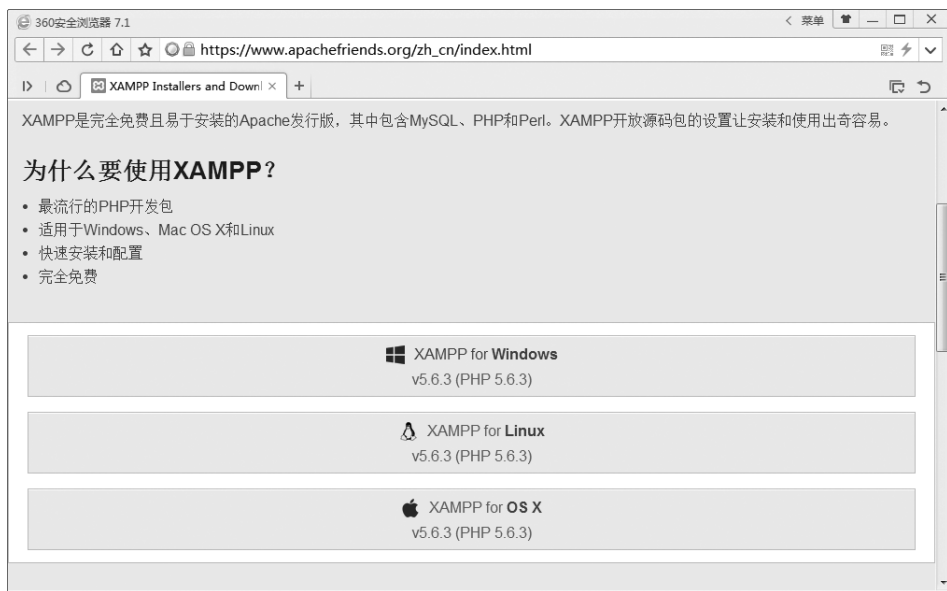 360安全浏览器 7.1
菜单
https://www.apachefriends.org/zh_cn/index.html
XAMPP Installers and Downl
XAMPP是完全免费且易于安装的Apache发行版，其中包含MySQL、PHP和Perl。XAMPP开放源码包的设置让安装和使用出奇容易。
为什么要使用XAMPP？
• 最流行的PHP开发包
• 适用于Windows、Mac OS X和Linux
• 快速安装和配置
• 完全免费
XAMPP for Windows
v5.6.3 (PHP 5.6.3)
XAMPP for Linux
v5.6.3 (PHP 5.6.3)
XAMPP for OS X
v5.6.3 (PHP 5.6.3)